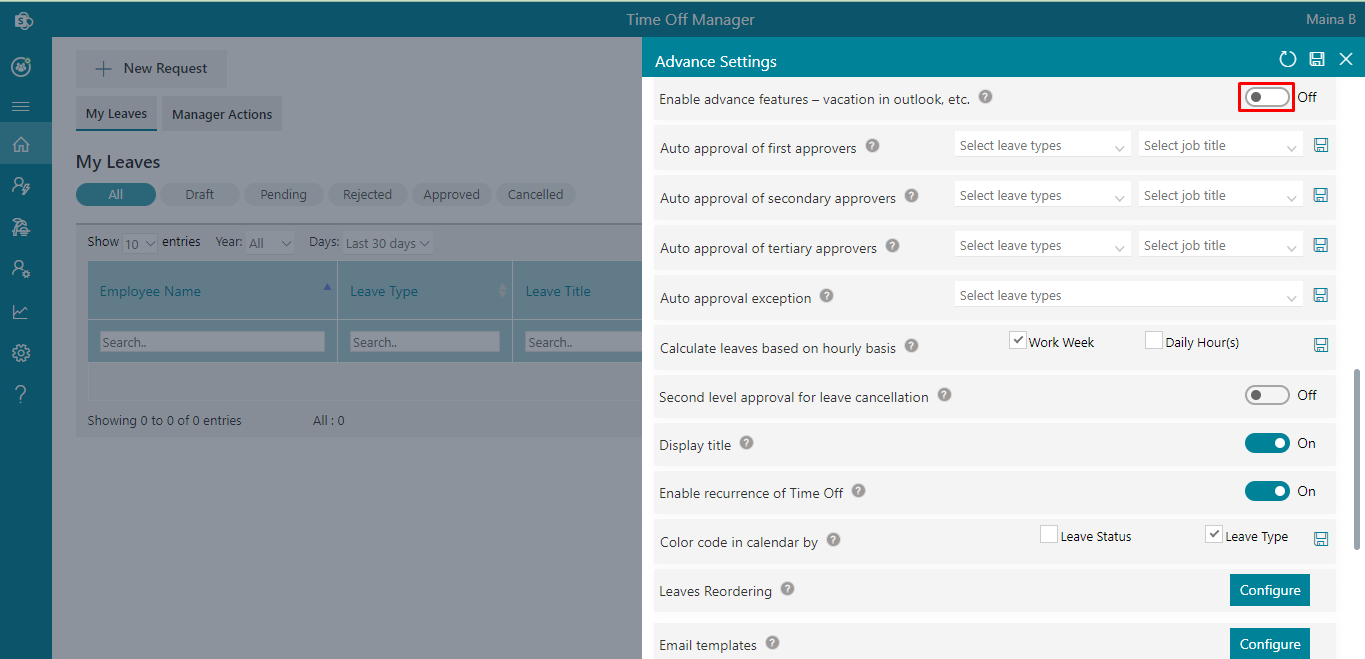 Time Off Manager
Maina B
New Request
My Leaves
Manager Actions
My Leaves
All
Draft
Pending
Rejected
Approved
Cancelled
Show 10 entries Year: All Days: Last 30 days
Employee Name Leave Type Leave Title
Search.. Search.. Search..
Showing 0 to 0 of 0 entries All : 0
Advance Settings
Enable advance features – vacation in outlook, etc. ? Off
Auto approval of first approvers ? Select leave types Select job title
Auto approval of secondary approvers ? Select leave types Select job title
Auto approval of tertiary approvers ? Select leave types Select job title
Auto approval exception ? Select leave types
Calculate leaves based on hourly basis ? Work Week Daily Hour(s)
Second level approval for leave cancellation ? Off
Display title ? On
Enable recurrence of Time Off ? On
Color code in calendar by ? Leave Status Leave Type
Leaves Reordering ? Configure
Email templates ? Configure